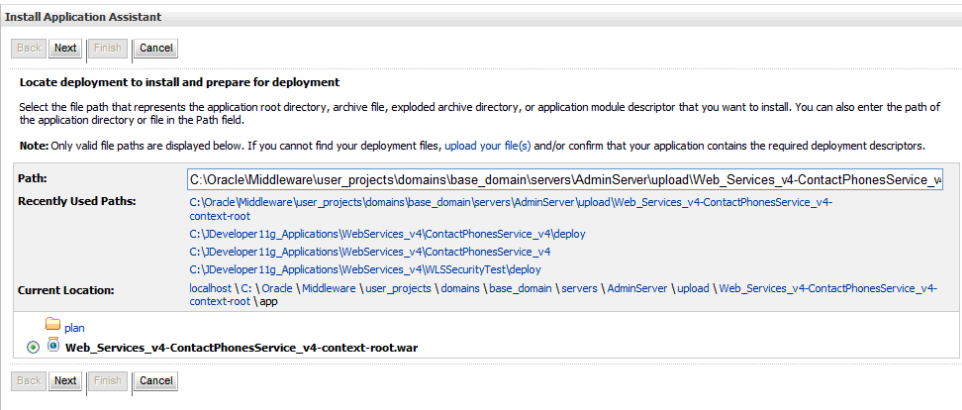 Install Application Assistant
Back Next Finish Cancel
Locate deployment to install and prepare for deployment
Select the file path that represents the application root directory, archive file, exploded archive directory, or application module descriptor that you want to install. You can also enter the path of
the application directory or file in the Path field.
Note: Only valid file paths are displayed below. If you cannot find your deployment files, upload your file(s) and/or confirm that your application contains the required deployment descriptors.
Path: C:\Oracle\Middleware\user_projects\domains\base_domain\servers\AdminServer\upload\Web_Services_v4-ContactPhonesService_v4
Recently Used Paths: C:\Oracle\Middleware\user_projects\domains\base_domain\servers\AdminServer\upload\Web_Services_v4-ContactPhonesService_v4-
context-root
C:\JDeveloper11g_Applications\WebServices_v4\ContactPhonesService_v4\deploy
C:\JDeveloper11g_Applications\WebServices_v4\ContactPhonesService_v4
C:\JDeveloper11g_Applications\WebServices_v4\WLSSecurityTest\deploy
Current Location: localhost \ C: \ Oracle \ Middleware \ user_projects \ domains \ base_domain \ servers \ AdminServer \ upload \ Web_Services_v4-ContactPhonesService_v4-
context-root \ app
plan
Web_Services_v4-ContactPhonesService_v4-context-root.war
Back Next Finish Cancel